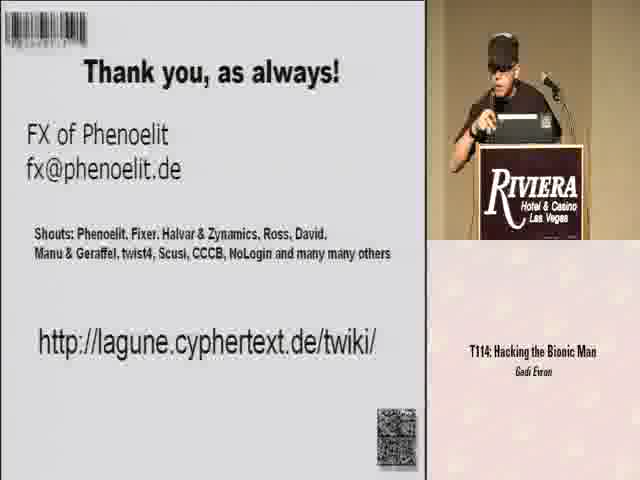 Thank you, as always!
FX of Phenoelit
fx@phenoelit.de
Shouts: Phenoelit, Fixer, Halvar & Zynamics, Ross, David,
Manu & Geraffel, twist4, Scusi, CCCB, NoLogin and many many others
http://lagune.cyphertext.de/twiki/
RIVIERA
Hotel & Casino
Las Vegas
T114: Hacking the Bionic Man
Gadi Evron